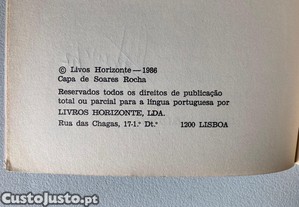 © Livos Horizonte — 1986
Capa de Soares Rocha
Reservados todos os direitos de publicação
total ou parcial para a língua portuguesa por
LIVROS HORIZONTE, LDA.
Rua das Chagas, 17-1.º Dt.º 1200 LISBOA
CustoJusto.pt